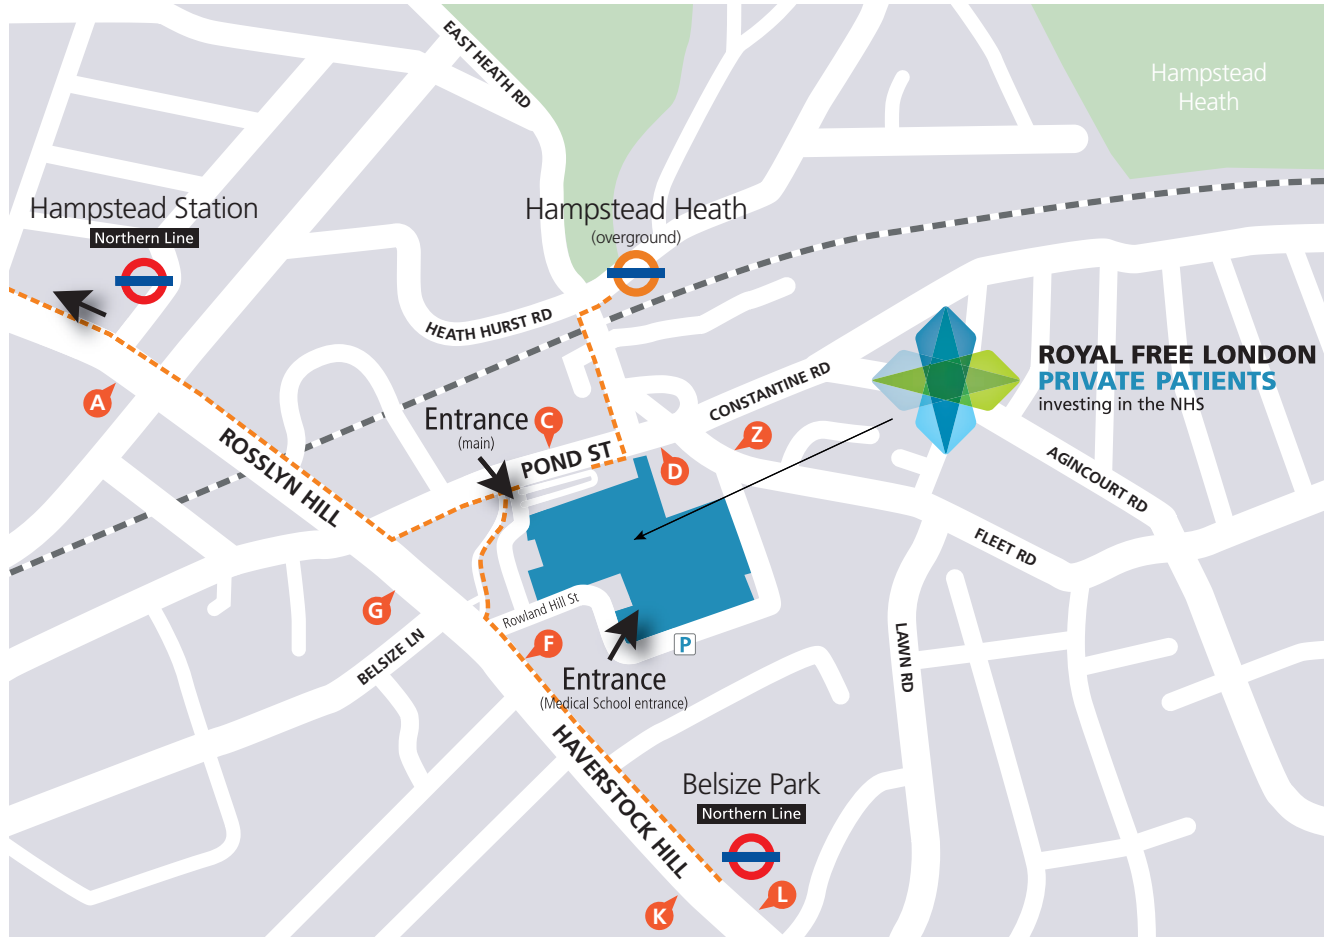 EAST HEATH RD
Hampstead
Heath
Hampstead Station
Northern Line
Hampstead Heath
(overground)
HEATH HURST RD
ROYAL FREE LONDON
PRIVATE PATIENTS
investing in the NHS
CONSTANTINE RD
A
Entrance
(main)
C
Z
ROSSLYN HILL
POND ST
D
AGINCOURT RD
FLEET RD
G
Rowland Hill St
BELSIZE LN
F
P
LAWN RD
Entrance
(Medical School entrance)
HAVERSTOCK HILL
Belsize Park
Northern Line
K
L